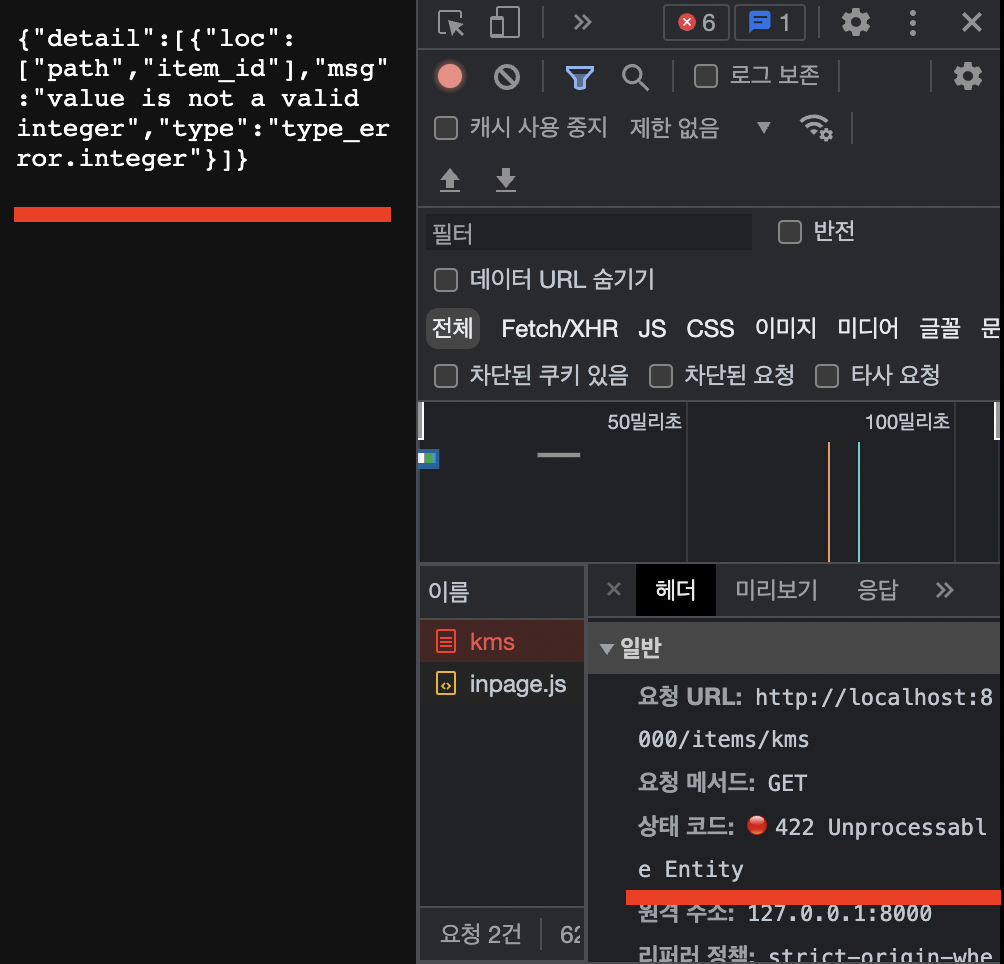 {"detail":[{"loc":
["path","item_id"],"msg"
:"value is not a valid
integer","type":"type_er
ror.integer"}]}
6
1
로그 보존
캐시 사용 중지
제한 없음
필터
반전
데이터 URL 숨기기
전체 Fetch/XHR JS CSS 이미지 미디어 글꼴 문
차단된 쿠키 있음
차단된 요청
타사 요청
50밀리초
100밀리초
이름
kms
inpage.js
요청 2건
62
헤더
미리보기
응답
일반
요청 URL: http://localhost:8
000/items/kms
요청 메서드: GET
상태 코드: 422 Unprocessabl
e Entity
원격 주소: 127.0.0.1:8000
리퍼러 정책: strict-origin-whe